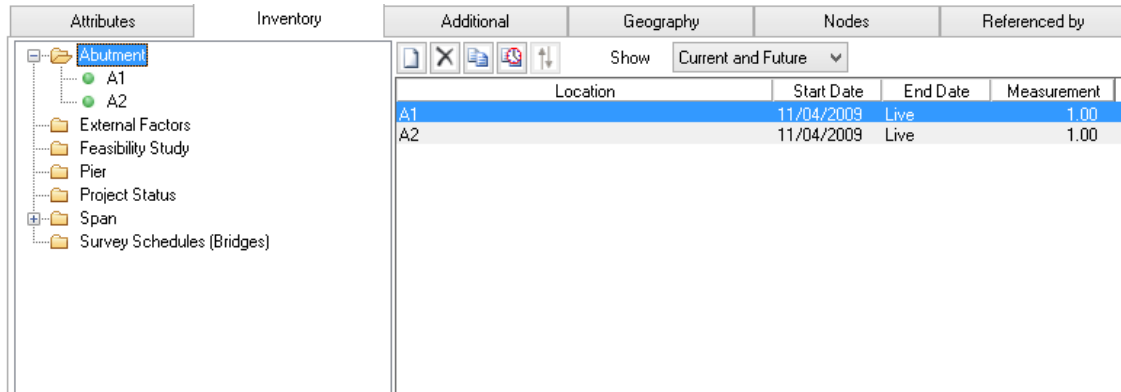 Attributes Inventory Additional Geography Nodes Referenced by
Abutment
A1
A2
External Factors
Feasibility Study
Pier
Project Status
Span
Survey Schedules (Bridges)
Show Current and Future
Location Start Date End Date Measurement
A1 11/04/2009 Live 1.00
A2 11/04/2009 Live 1.00